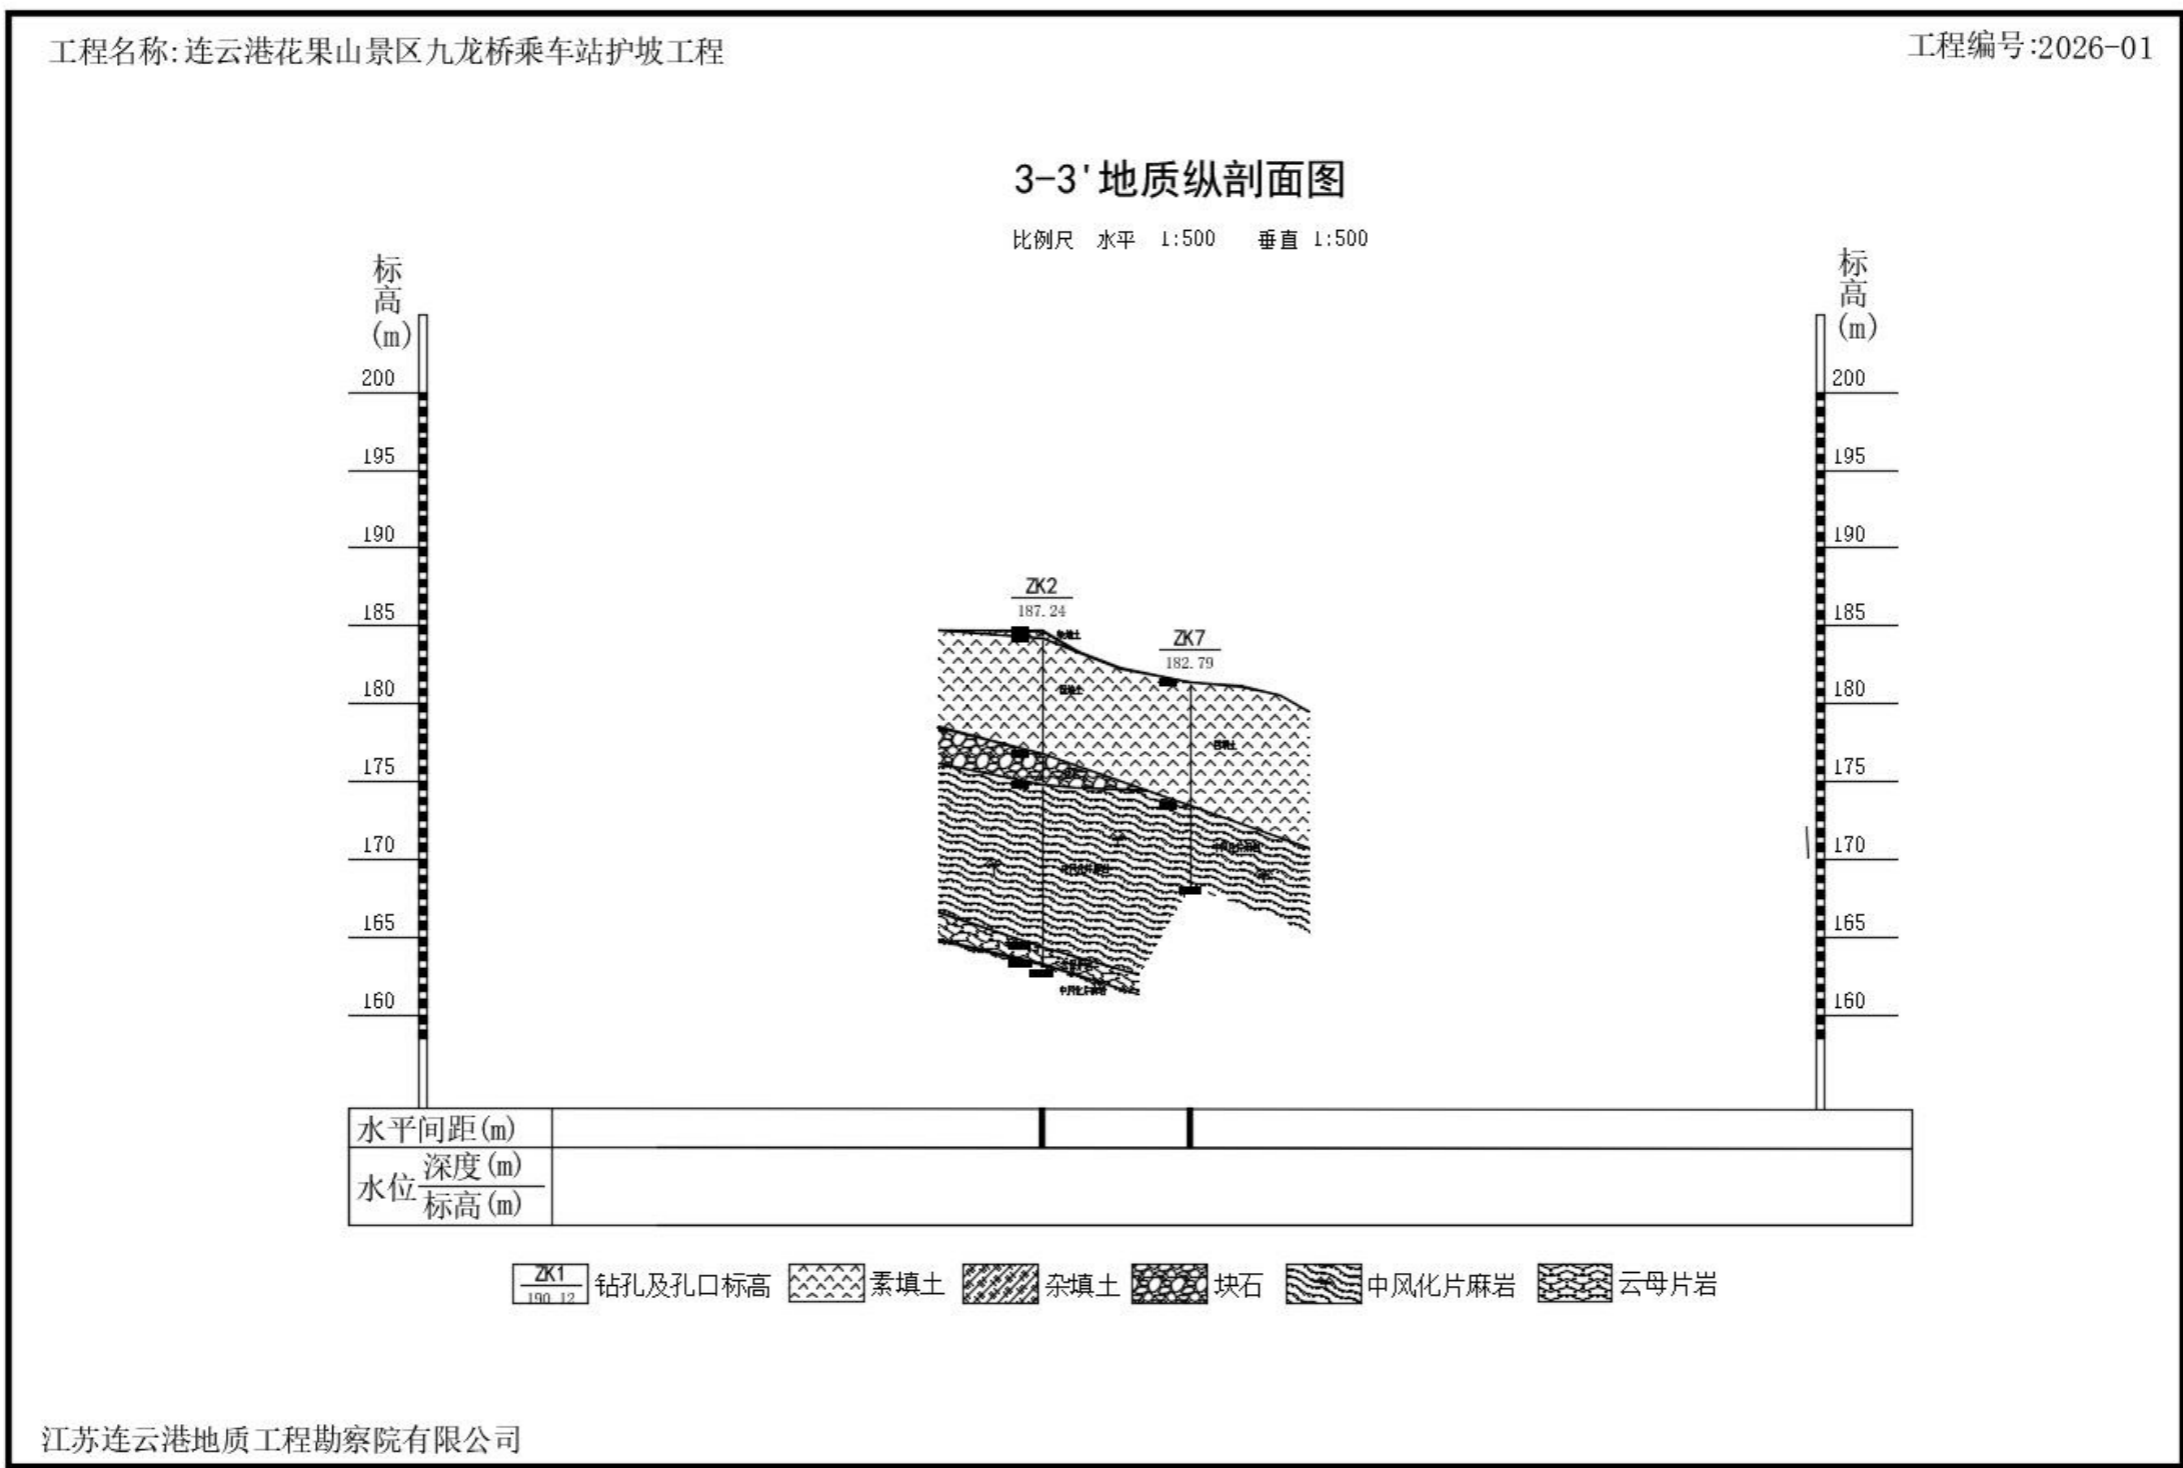 工程名称:连云港花果山景区九龙桥乘车站护坡工程
工程编号:2026-01
3-3'地质纵剖面图
比例尺 水平 1:500 垂直 1:500
标高(m)
标高(m)
200
200
195
195
190
190
185
185
180
180
175
175
170
170
165
165
160
160
ZK2
187.24
ZK7
182.79
水平间距(m)
水位 深度(m)
标高(m)
ZK1
190.12
钻孔及孔口标高
素填土
杂填土
块石
中风化片麻岩
云母片岩
江苏连云港地质工程勘察院有限公司